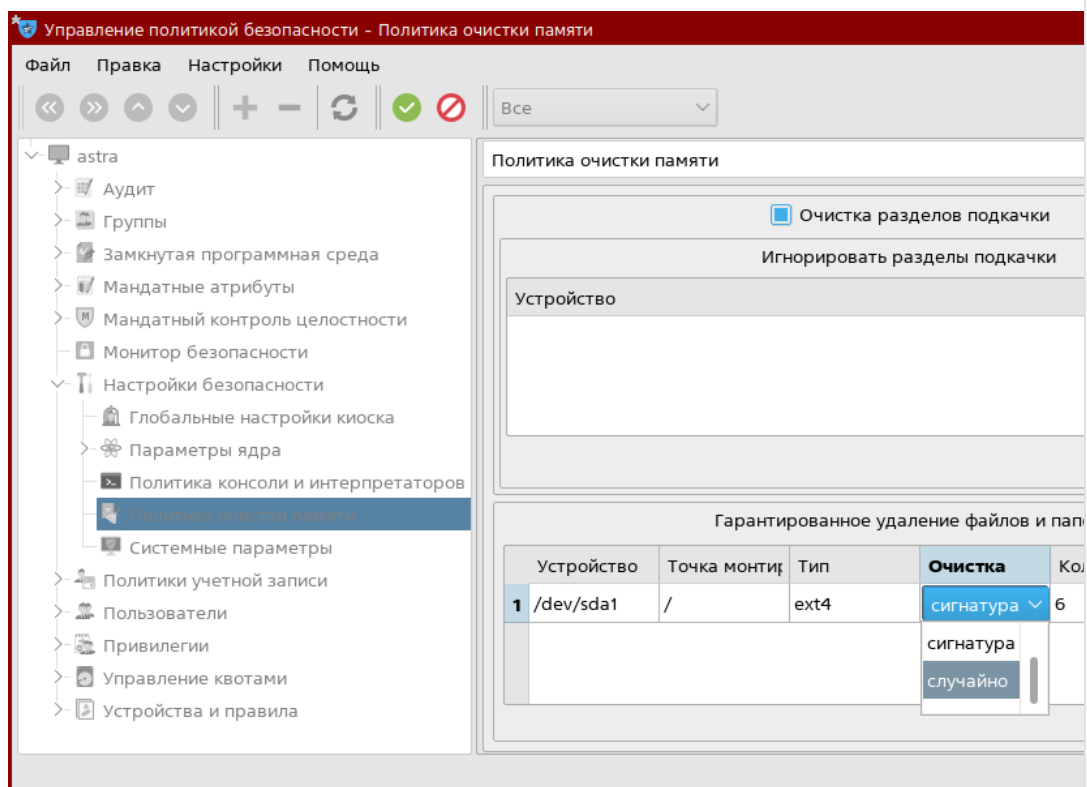 Управление политикой безопасности – Политика очистки памяти
Файл Правка Настройки Помощь
Все
astra
Аудит
Группы
Замкнутая программная среда
Мандатные атрибуты
Мандатный контроль целостности
Монитор безопасности
Настройки безопасности
Глобальные настройки киоска
Параметры ядра
Политика консоли и интерпретаторов
Политика очистки памяти
Системные параметры
Политики учетной записи
Пользователи
Привилегии
Управление квотами
Устройства и правила
Политика очистки памяти
Очистка разделов подкачки
Игнорировать разделы подкачки
Устройство
Гарантированное удаление файлов и пап
Устройство Точка монтир Тип Очистка Кол
1 /dev/sda1 / ext4 сигнатура 6
сигнатура
случайно